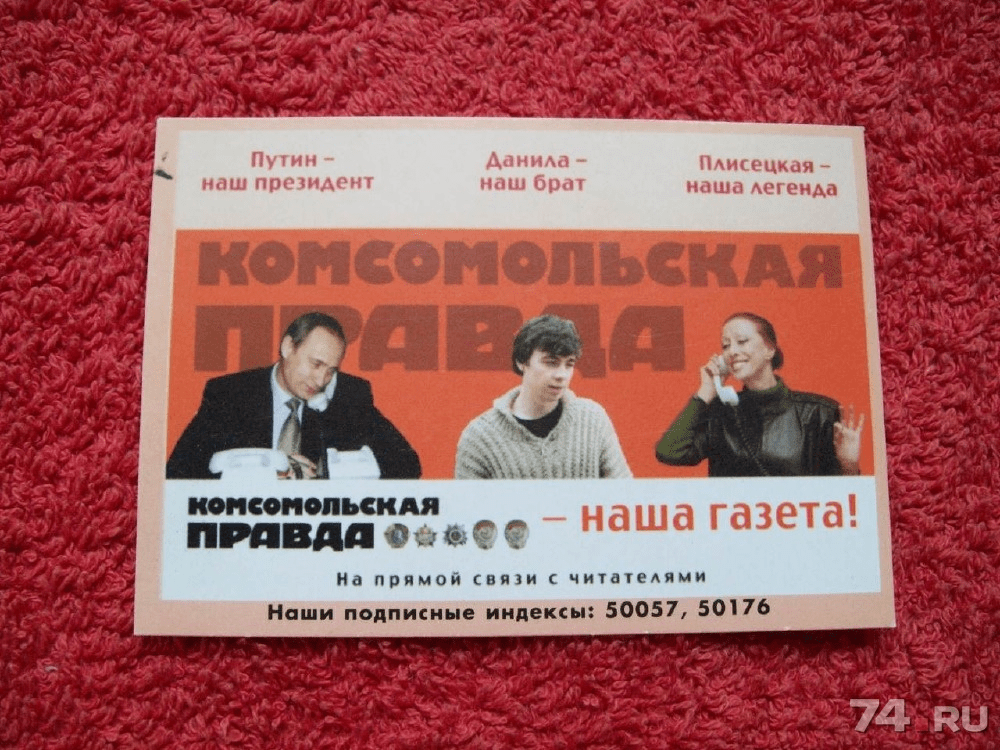 Путин –
наш президент
Данила –
наш брат
Плисецкая –
наша легенда
КОМСОМОЛЬСКАЯ
ПРАВДА
КОМСОМОЛЬСКАЯ
ПРАВДА
– наша газета!
На прямой связи с читателями
Наши подписные индексы: 50057, 50176
74.RU